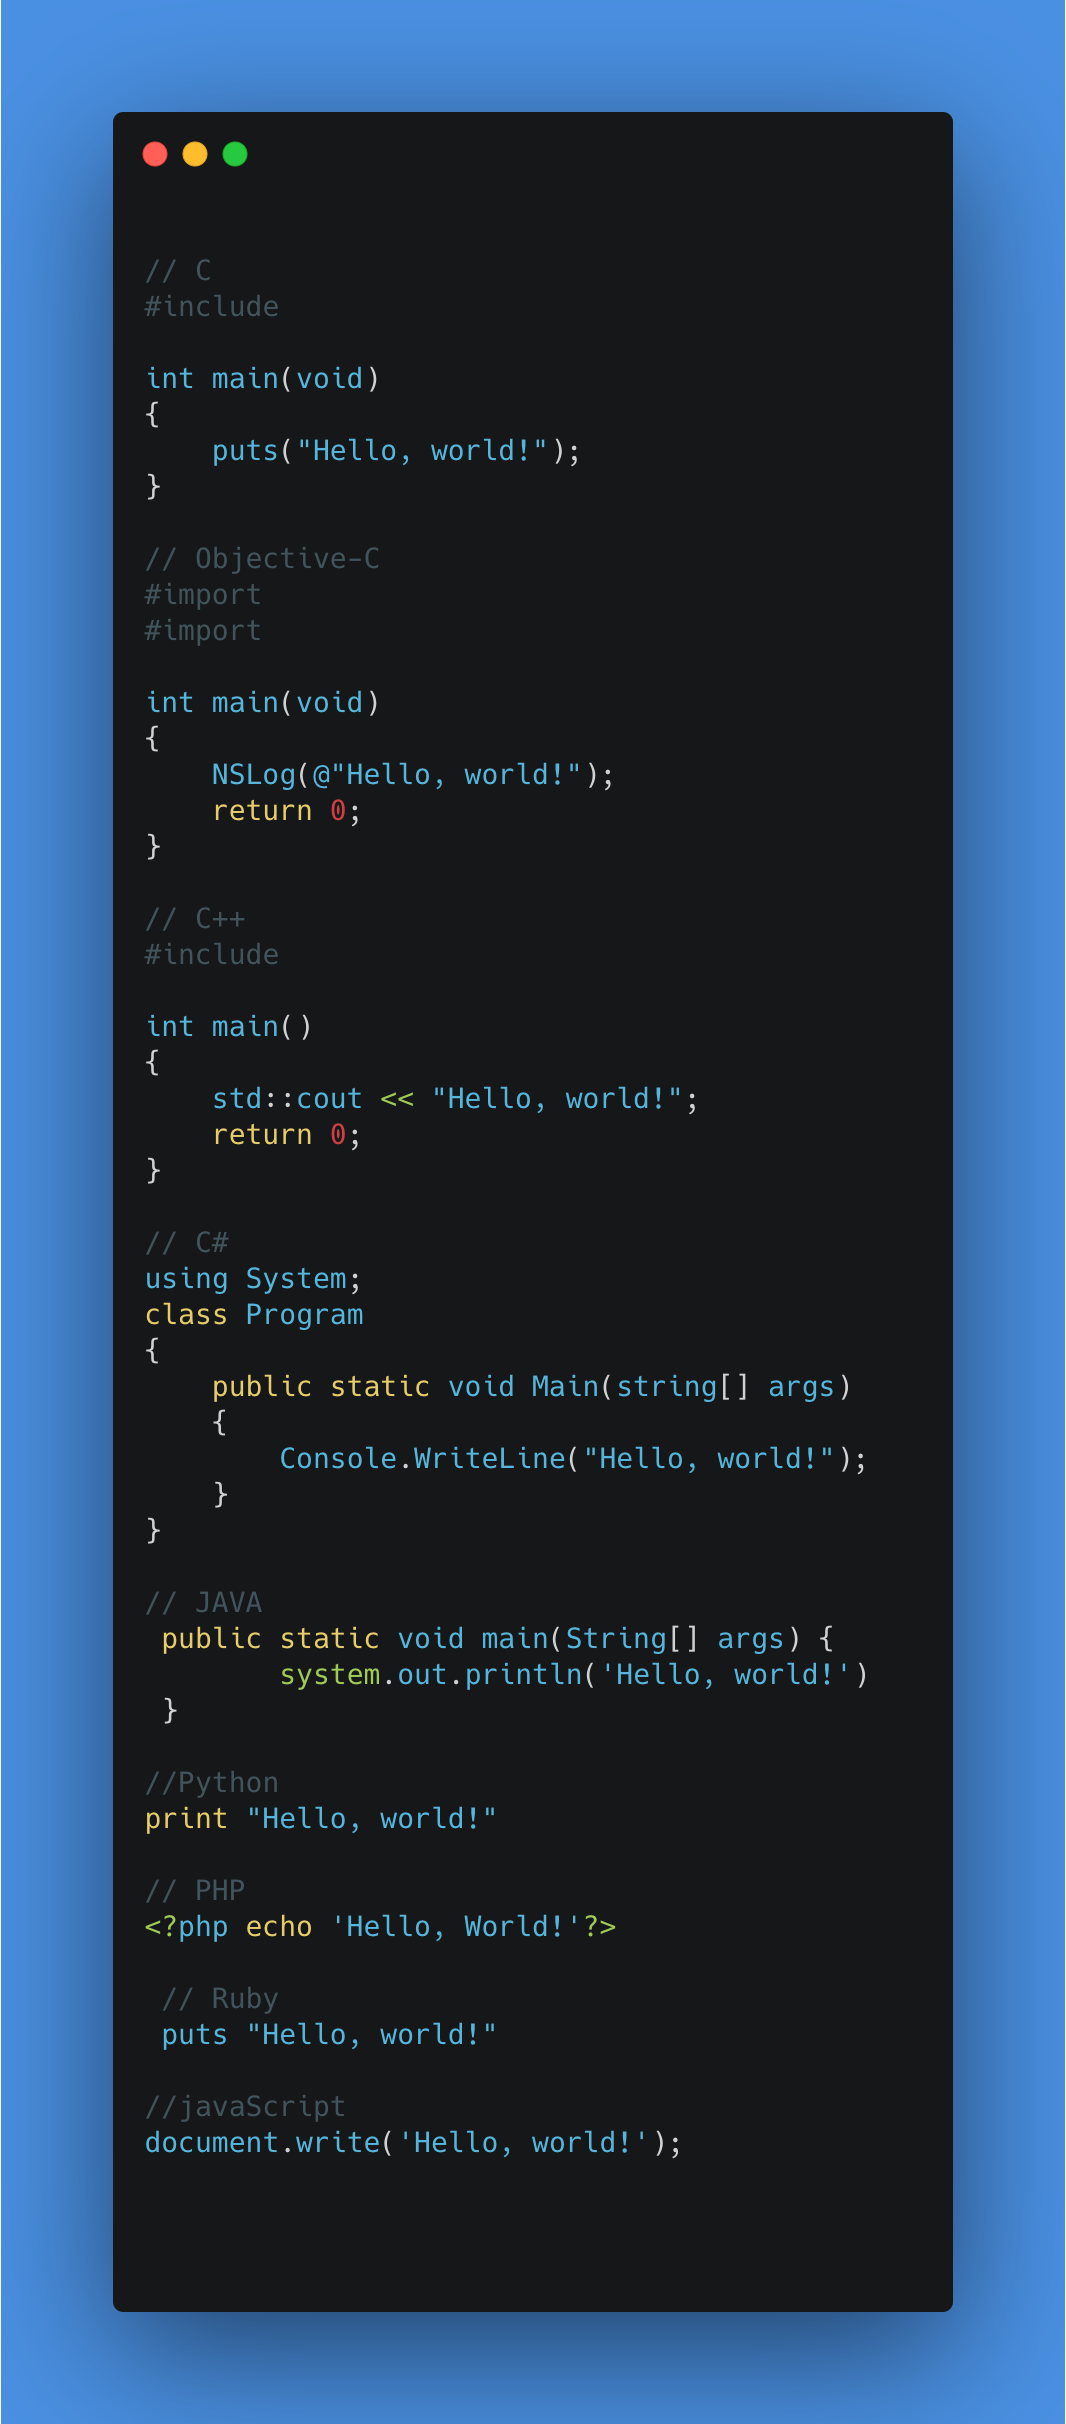 // C
#include

int main(void)
{
    puts("Hello, world!");
}

// Objective-C
#import
#import

int main(void)
{
    NSLog(@"Hello, world!");
    return 0;
}

// C++
#include

int main()
{
    std::cout << "Hello, world!";
    return 0;
}

// C#
using System;
class Program
{
    public static void Main(string[] args)
    {
        Console.WriteLine("Hello, world!");
    }
}

// JAVA
 public static void main(String[] args) {
        system.out.println('Hello, world!')
 }

//Python
print "Hello, world!"

// PHP
<?php echo 'Hello, World!'?>

 // Ruby
 puts "Hello, world!"

//javaScript
document.write('Hello, world!');